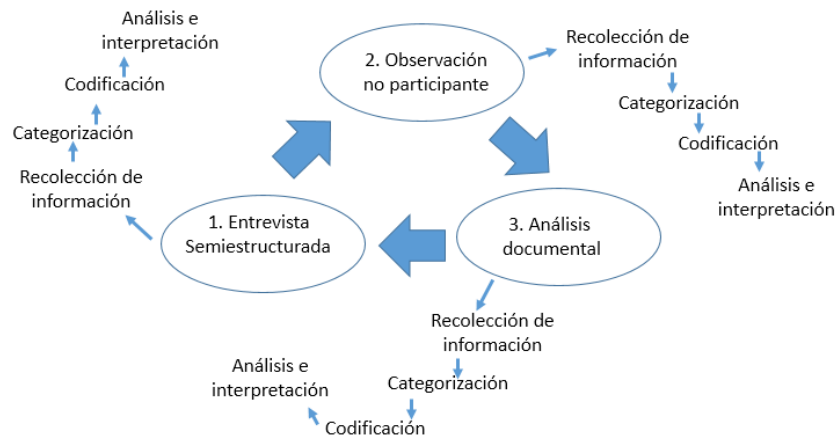 1. Entrevista
Semiestructurada
Recolección de
información
Categorización
Codificación
Análisis e
interpretación
2. Observación
no participante
Recolección de
información
Categorización
Codificación
Análisis e
interpretación
3. Análisis
documental
Recolección de
información
Categorización
Codificación
Análisis e
interpretación